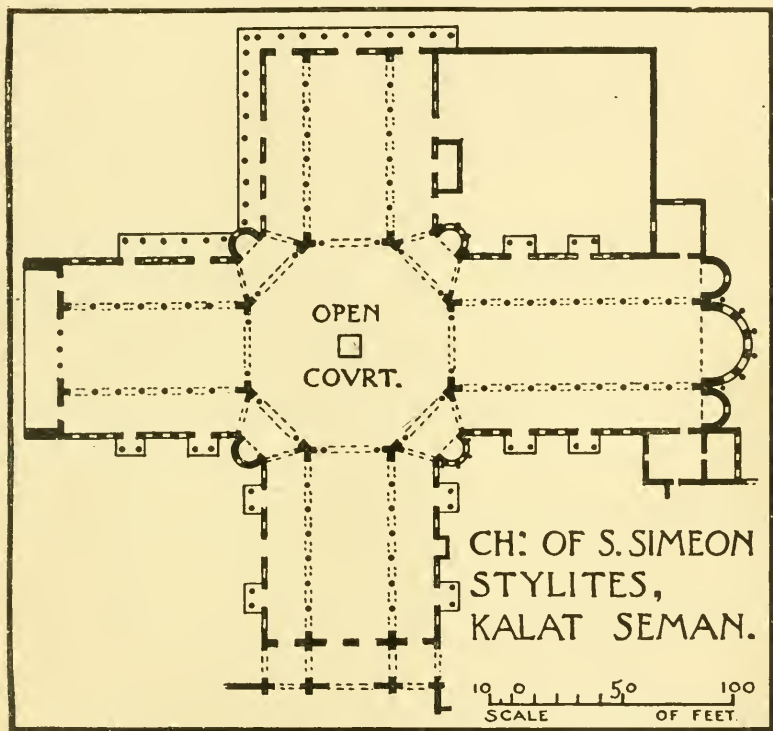 OPEN
COVRT.
CH: OF S. SIMEON
STYLITES,
KALAT SEMAN.
10 0 50 100
SCALE OF FEET.